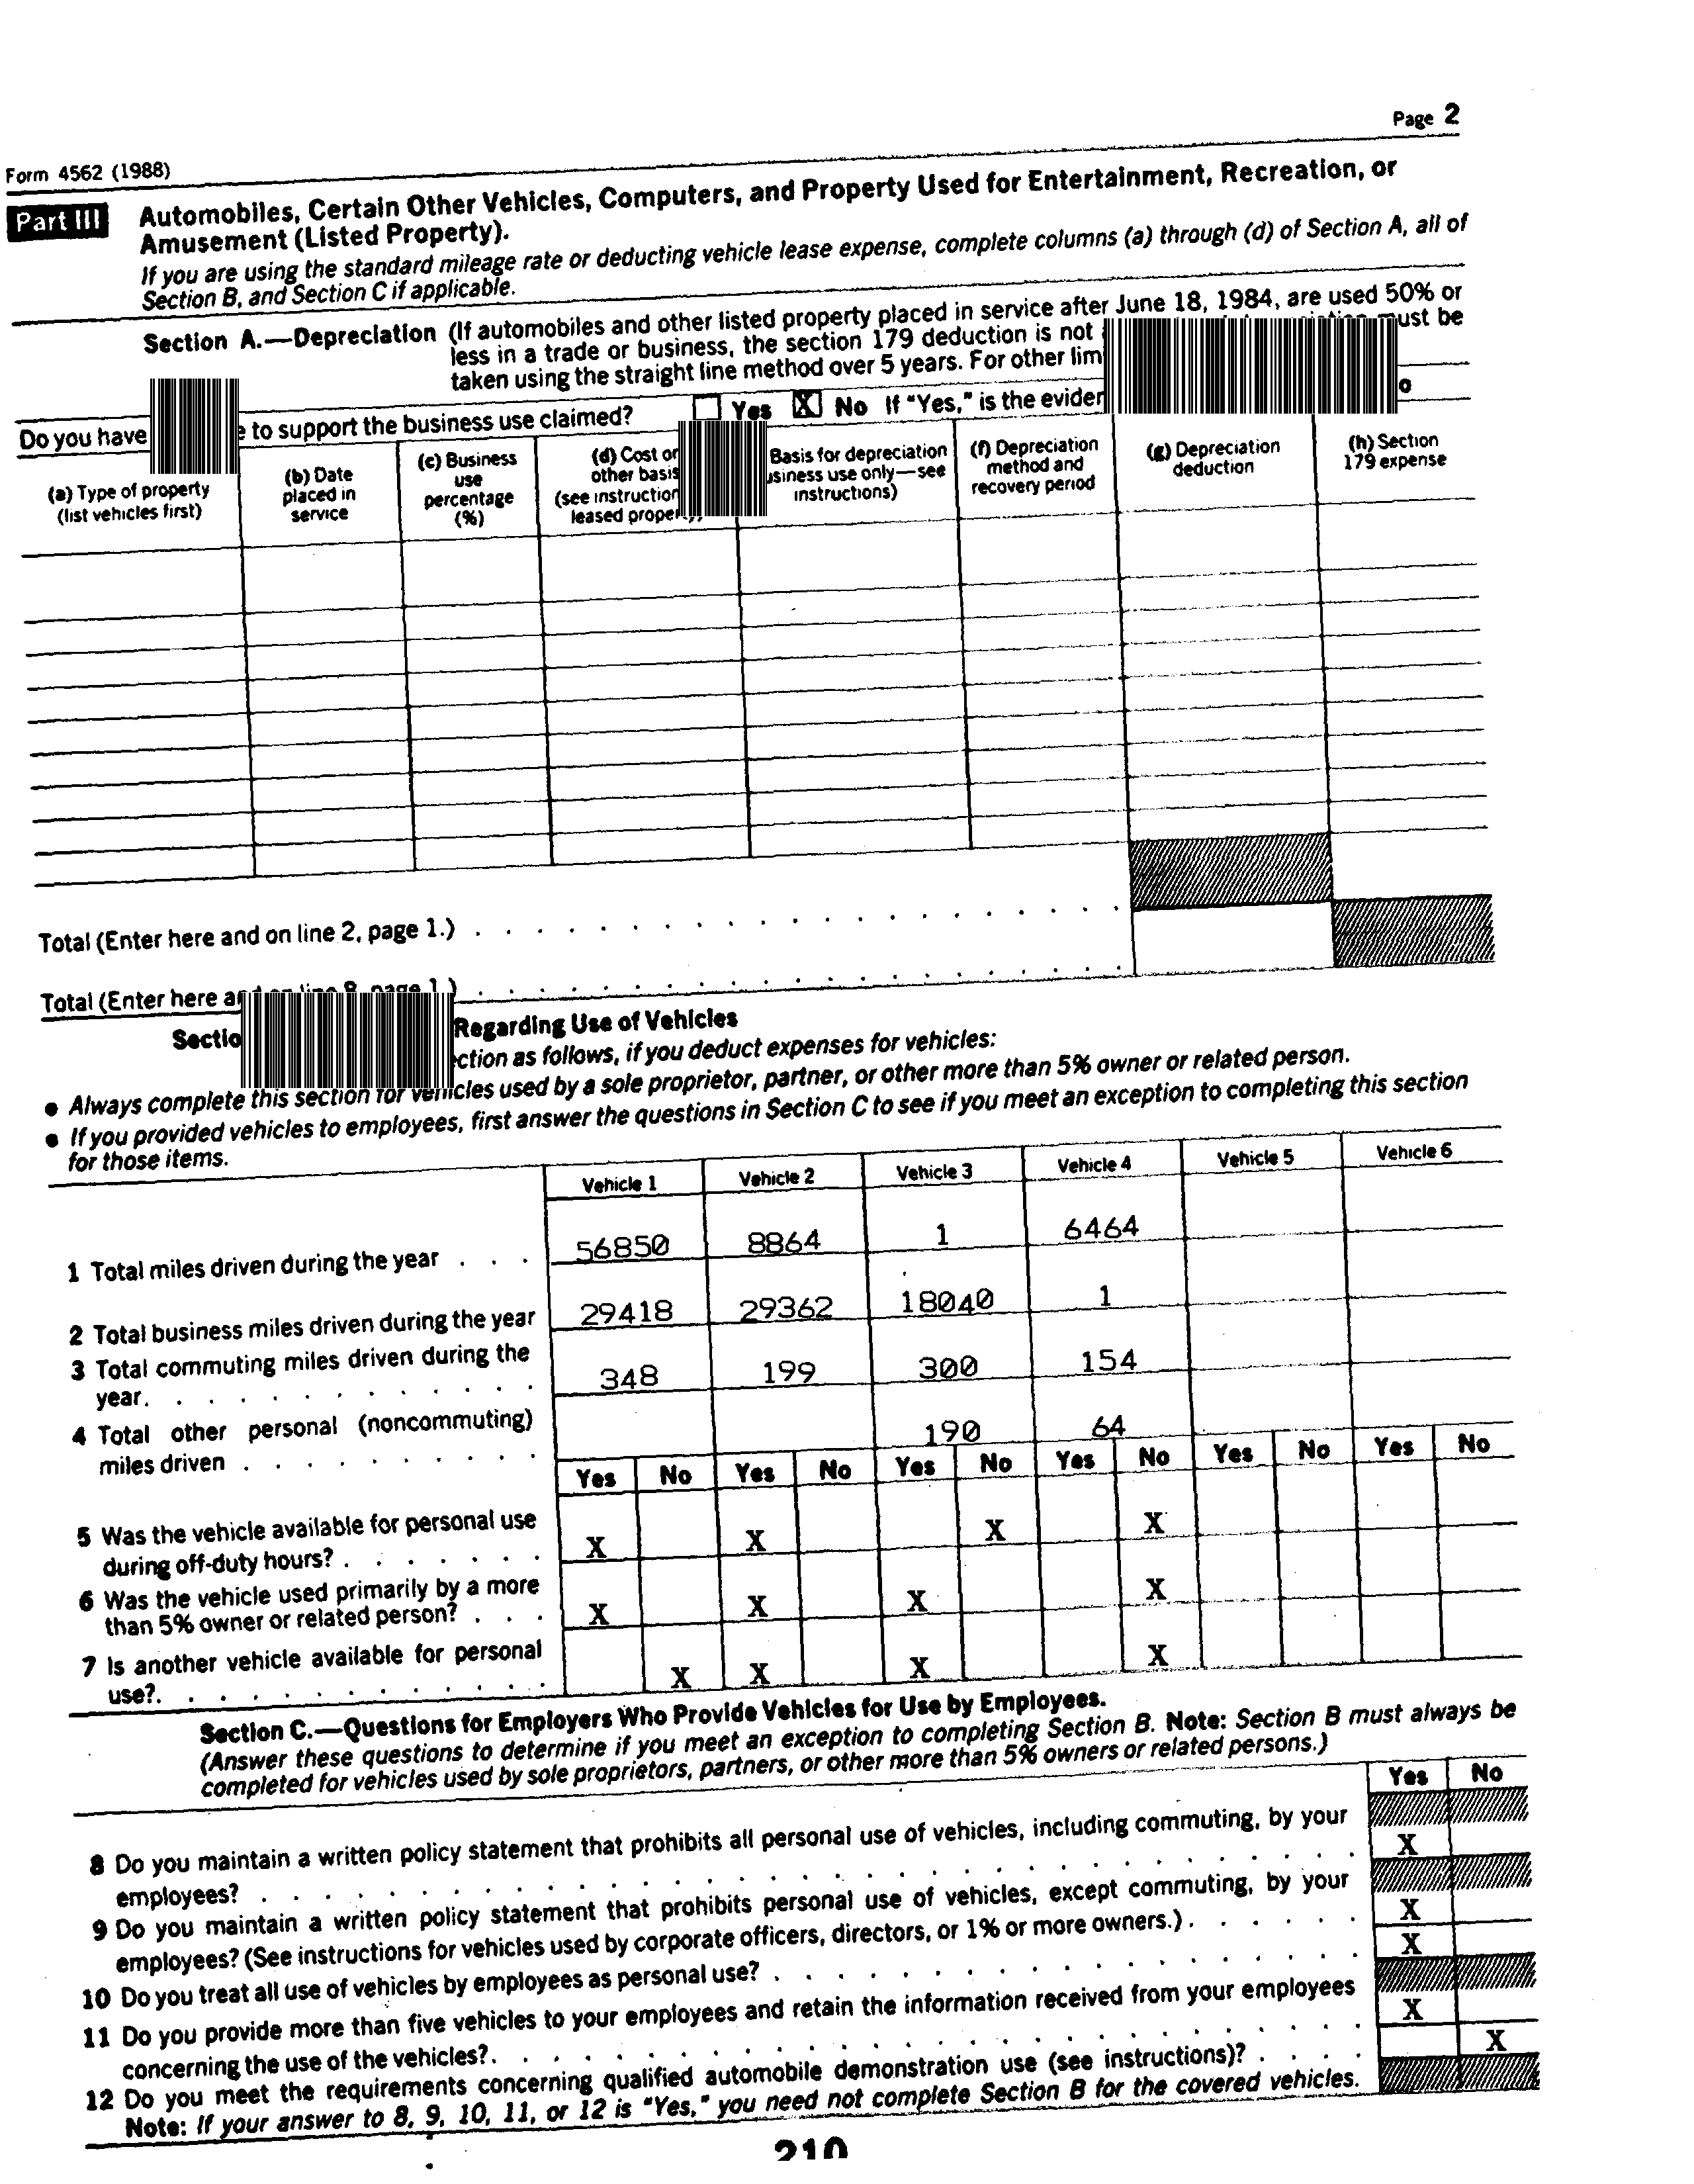 Page 2
Form 4562 (1988)
Part III Automobiles, Certain Other Vehicles, Computers, and Property Used for Entertainment, Recreation, or
Amusement (Listed Property).
If you are using the standard mileage rate or deducting vehicle lease expense, complete columns (a) through (d) of Section A, all of
Section B, and Section C if applicable.
Section A.—Depreciation (If automobiles and other listed property placed in service after June 18, 1984, are used 50% or
less in a trade or business, the section 179 deduction is not must be
taken using the straight line method over 5 years. For other
Do you have to support the business use claimed? Yes X No If "Yes," is the
(a) Type of property
(list vehicles first)
(b) Date
placed in
service
(c) Business
use
percentage
(%)
(d) Cost or
other basis
(see
leased
Basis for depreciation
use only—see
instructions)
(f) Depreciation
method and
recovery period
(g) Depreciation
deduction
(h) Section
179 expense
Total (Enter here and on line 2, page 1.) . . . . . . . . . . . . . . . . . . . . . .
Total (Enter here line 8, page 1.) . . . . . . . . . . . . . . . . . . . . . .
Regarding Use of Vehicles
as follows, if you deduct expenses for vehicles:
● Always complete this section for vehicles used by a sole proprietor, partner, or other more than 5% owner or related person.
● If you provided vehicles to employees, first answer the questions in Section C to see if you meet an exception to completing this section
for those items.
Vehicle 1 Vehicle 2 Vehicle 3 Vehicle 4 Vehicle 5 Vehicle 6
1 Total miles driven during the year . . . 56850 8864 1 6464
2 Total business miles driven during the year 29418 29362 18040 1
3 Total commuting miles driven during the
year. . . . . . . . . . . . . 348 199 300 154
4 Total other personal (noncommuting)
miles driven . . . . . . . . . . 190 64
Yes No Yes No Yes No Yes No Yes No Yes No
5 Was the vehicle available for personal use
during off-duty hours? . . . . . . . X X X X
6 Was the vehicle used primarily by a more
than 5% owner or related person? . . . X X X X
7 Is another vehicle available for personal
use?. . . . . . . . . . . . . X X X X
Section C.—Questions for Employers Who Provide Vehicles for Use by Employees.
(Answer these questions to determine if you meet an exception to completing Section B. Note: Section B must always be
completed for vehicles used by sole proprietors, partners, or other more than 5% owners or related persons.)
Yes No
8 Do you maintain a written policy statement that prohibits all personal use of vehicles, including commuting, by your
employees? . . . . . . . . . . . . . . . . . . . . . . . . . . . . . X
9 Do you maintain a written policy statement that prohibits personal use of vehicles, except commuting, by your
employees? (See instructions for vehicles used by corporate officers, directors, or 1% or more owners.) . . . . . . X
10 Do you treat all use of vehicles by employees as personal use? . . . . . . . . . . . . . . . . . . X
11 Do you provide more than five vehicles to your employees and retain the information received from your employees
concerning the use of the vehicles?. . . . . . . . . . . . . . . . . . . . . . . . . . X
12 Do you meet the requirements concerning qualified automobile demonstration use (see instructions)? . . . . X
Note: If your answer to 8, 9, 10, 11, or 12 is "Yes," you need not complete Section B for the covered vehicles.
210